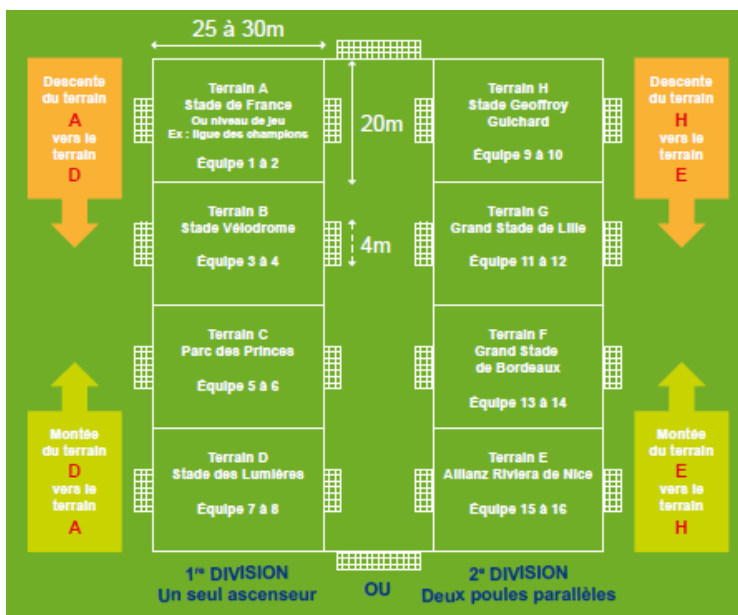 25 à 30m
Descente
du terrain
A
vers le
terrain
D
Terrain A
Stade de France
Ou niveau de jeu
Ex : ligue des champions
Équipe 1 à 2
20m
Terrain H
Stade Geoffroy
Guichard
Équipe 9 à 10
Descente
du terrain
H
vers le
terrain
E
Terrain B
Stade Vélodrome
Équipe 3 à 4
4m
Terrain G
Grand Stade de Lille
Équipe 11 à 12
Terrain C
Parc des Princes
Équipe 5 à 6
Terrain F
Grand Stade
de Bordeaux
Équipe 13 à 14
Montée
du terrain
D
vers le
terrain
A
Terrain D
Stade des Lumières
Équipe 7 à 8
Terrain E
Allianz Riviera de Nice
Équipe 15 à 16
Montée
du terrain
E
vers le
terrain
H
1re DIVISION
Un seul ascenseur
OU
2e DIVISION
Deux poules parallèles